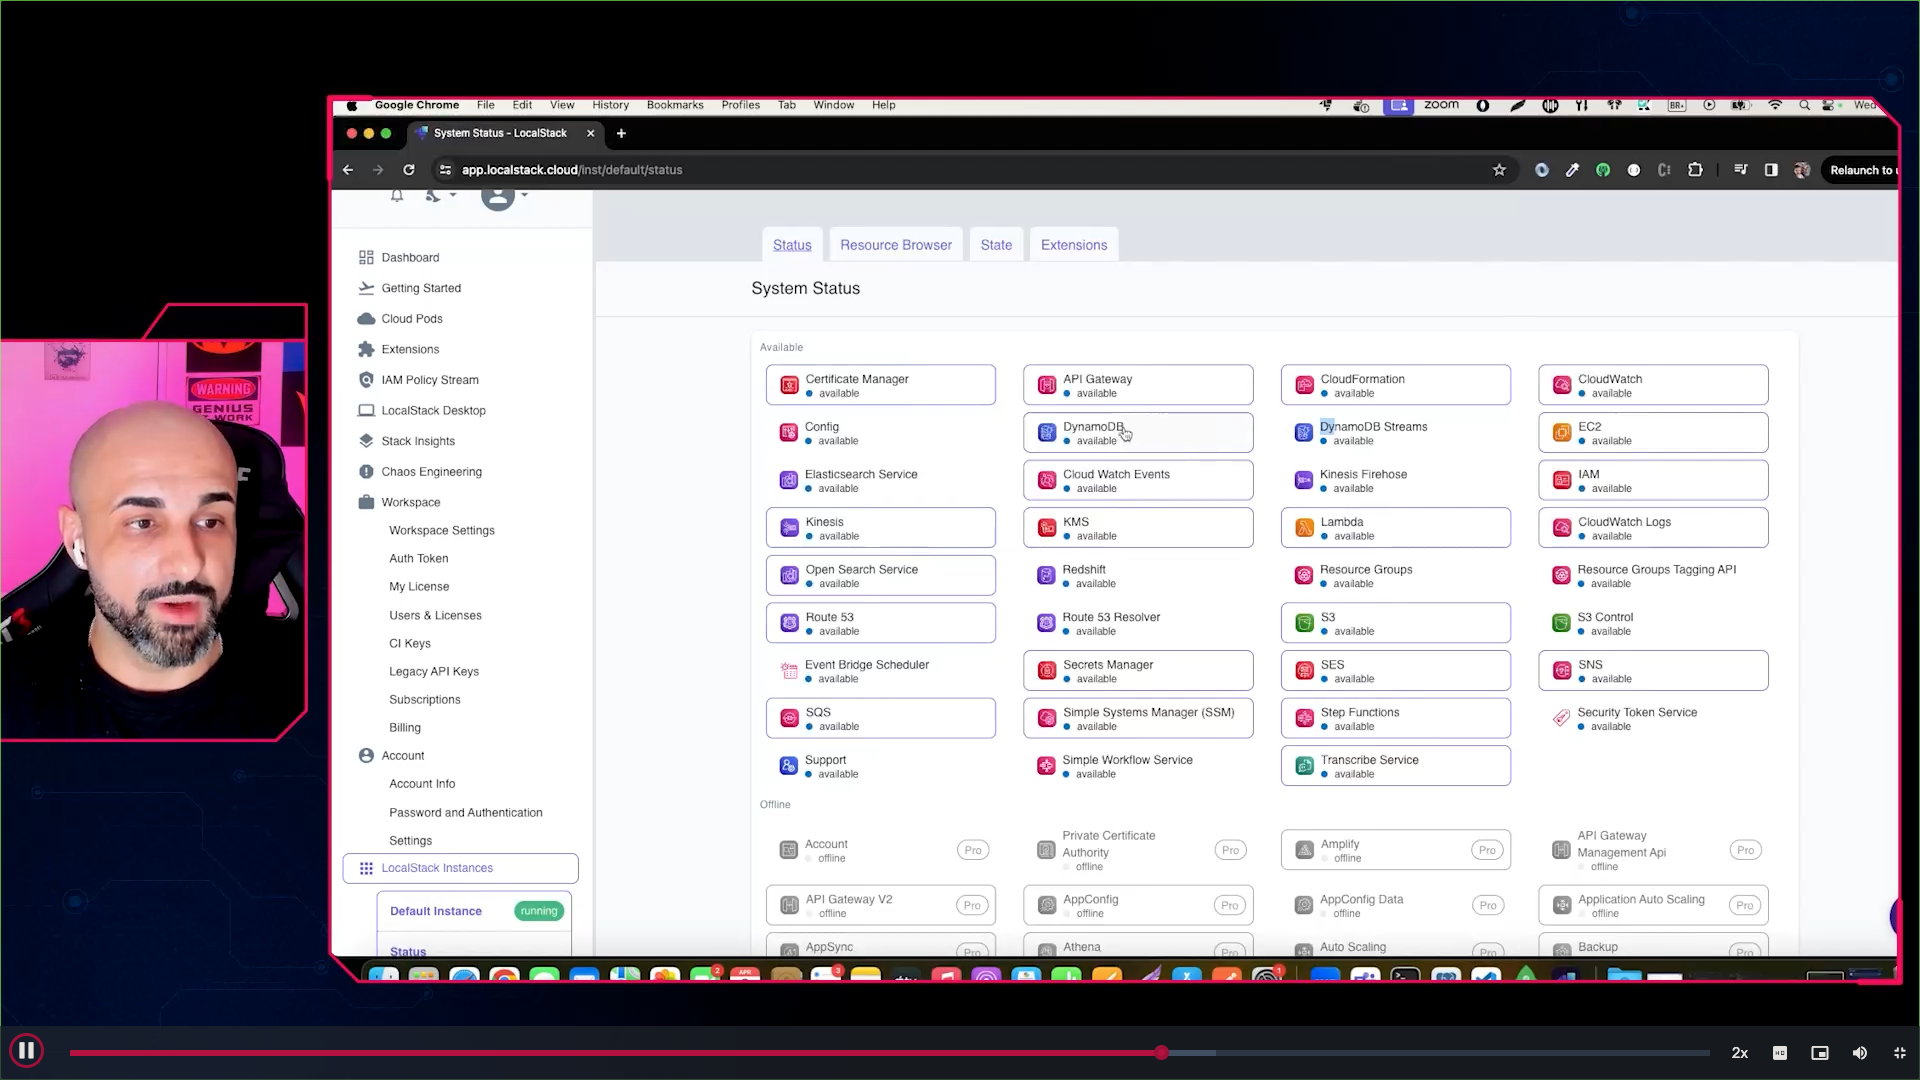 Google Chrome File Edit View History Bookmarks Profiles Tab Window Help
zoom
Wed
System Status - LocalStack
app.localstack.cloud/inst/default/status
Relaunch to u
Dashboard
Getting Started
Cloud Pods
Extensions
IAM Policy Stream
LocalStack Desktop
Stack Insights
Chaos Engineering
Workspace
Workspace Settings
Auth Token
My License
Users & Licenses
CI Keys
Legacy API Keys
Subscriptions
Billing
Account
Account Info
Password and Authentication
Settings
LocalStack Instances
Default Instance
running
Status
Status Resource Browser State Extensions
System Status
Available
Certificate Manager
available
API Gateway
available
CloudFormation
available
CloudWatch
available
Config
available
DynamoDB
available
DynamoDB Streams
available
EC2
available
Elasticsearch Service
available
Cloud Watch Events
available
Kinesis Firehose
available
IAM
available
Kinesis
available
KMS
available
Lambda
available
CloudWatch Logs
available
Open Search Service
available
Redshift
available
Resource Groups
available
Resource Groups Tagging API
available
Route 53
available
Route 53 Resolver
available
S3
available
S3 Control
available
Event Bridge Scheduler
available
Secrets Manager
available
SES
available
SNS
available
SQS
available
Simple Systems Manager (SSM)
available
Step Functions
available
Security Token Service
available
Support
available
Simple Workflow Service
available
Transcribe Service
available
Offline
Account
offline
Pro
Private Certificate
Authority
offline
Pro
Amplify
offline
Pro
API Gateway
Management Api
offline
Pro
API Gateway V2
offline
Pro
AppConfig
offline
Pro
AppConfig Data
offline
Pro
Application Auto Scaling
offline
Pro
AppSync
Pro
Athena
Pro
Auto Scaling
Pro
Backup
Pro
WARNING
GENIUS
AT WORK
2x